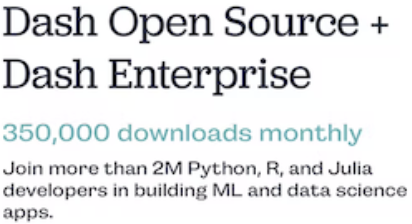 Dash Open Source +
Dash Enterprise
350,000 downloads monthly
Join more than 2M Python, R, and Julia
developers in building ML and data science
apps.